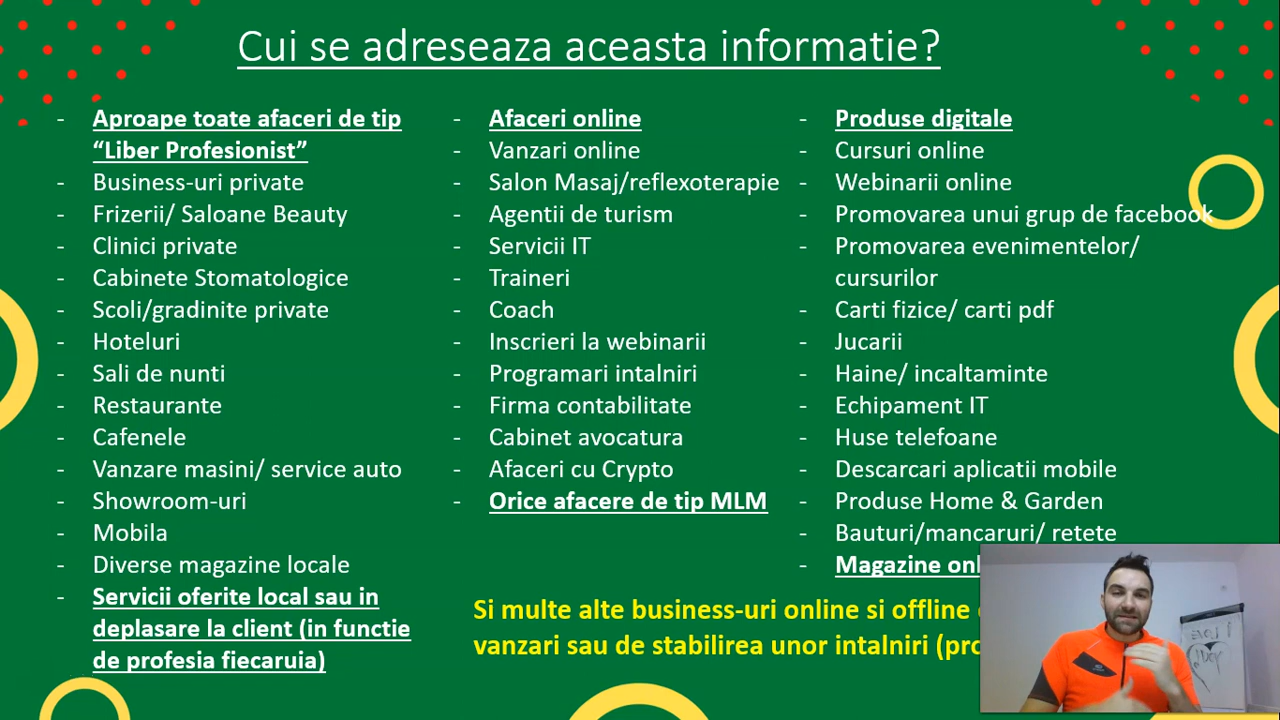 Cui se adreseaza aceasta informatie?
- Aproape toate afaceri de tip
“Liber Profesionist”
- Business-uri private
- Frizerii/ Saloane Beauty
- Clinici private
- Cabinete Stomatologice
- Scoli/gradinite private
- Hoteluri
- Sali de nunti
- Restaurante
- Cafenele
- Vanzare masini/ service auto
- Showroom-uri
- Mobila
- Diverse magazine locale
- Servicii oferite local sau in
deplasare la client (in functie
de profesia fiecaruia)
- Afaceri online
- Vanzari online
- Salon Masaj/reflexoterapie
- Agentii de turism
- Servicii IT
- Traineri
- Coach
- Inscrieri la webinarii
- Programari intalniri
- Firma contabilitate
- Cabinet avocatura
- Afaceri cu Crypto
- Orice afacere de tip MLM
- Produse digitale
- Cursuri online
- Webinarii online
- Promovarea unui grup de facebook
- Promovarea evenimentelor/
cursurilor
- Carti fizice/ carti pdf
- Jucarii
- Haine/ incaltaminte
- Echipament IT
- Huse telefoane
- Descarcari aplicatii mobile
- Produse Home & Garden
- Bauturi/mancaruri/ retete
- Magazine onl
Si multe alte business-uri online si offline
vanzari sau de stabilirea unor intalniri (pro